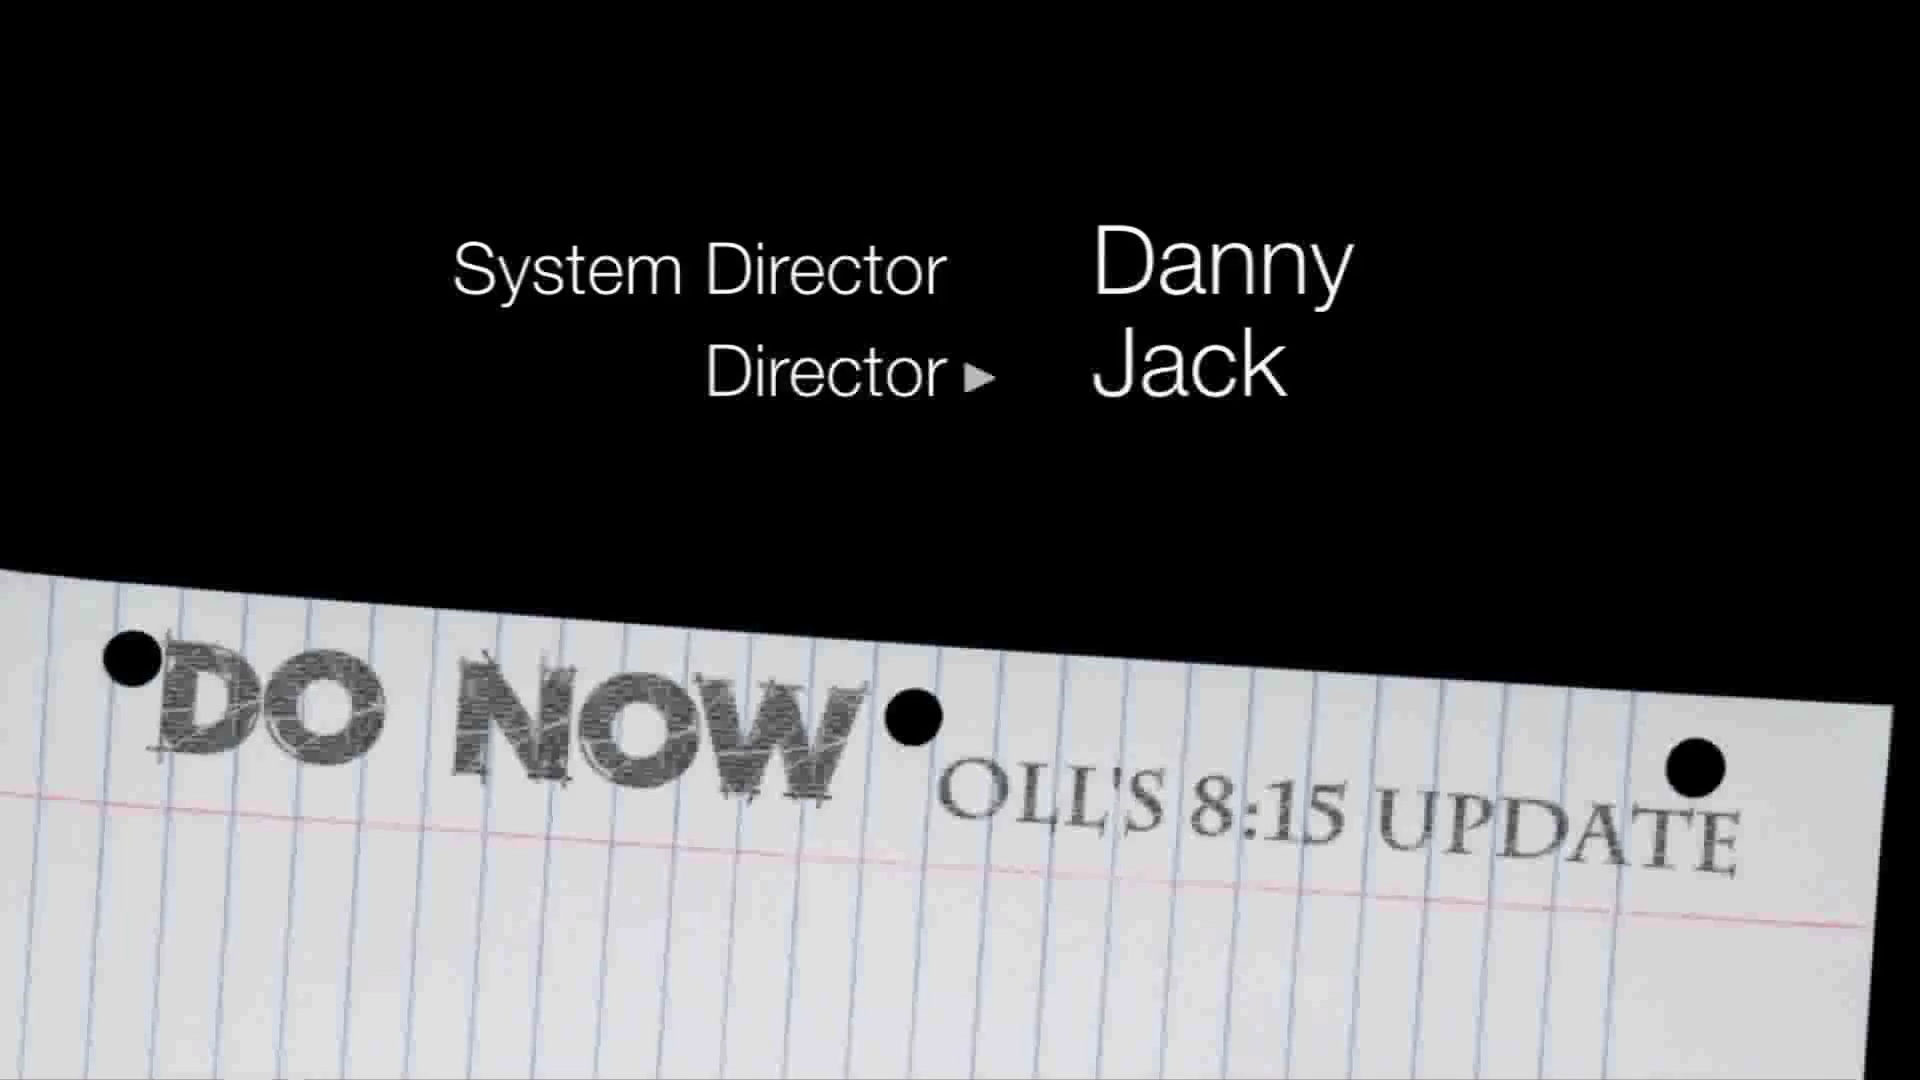 System Director Danny
Director ▶ Jack
DO NOW
OLL'S 8:15 UPDATE